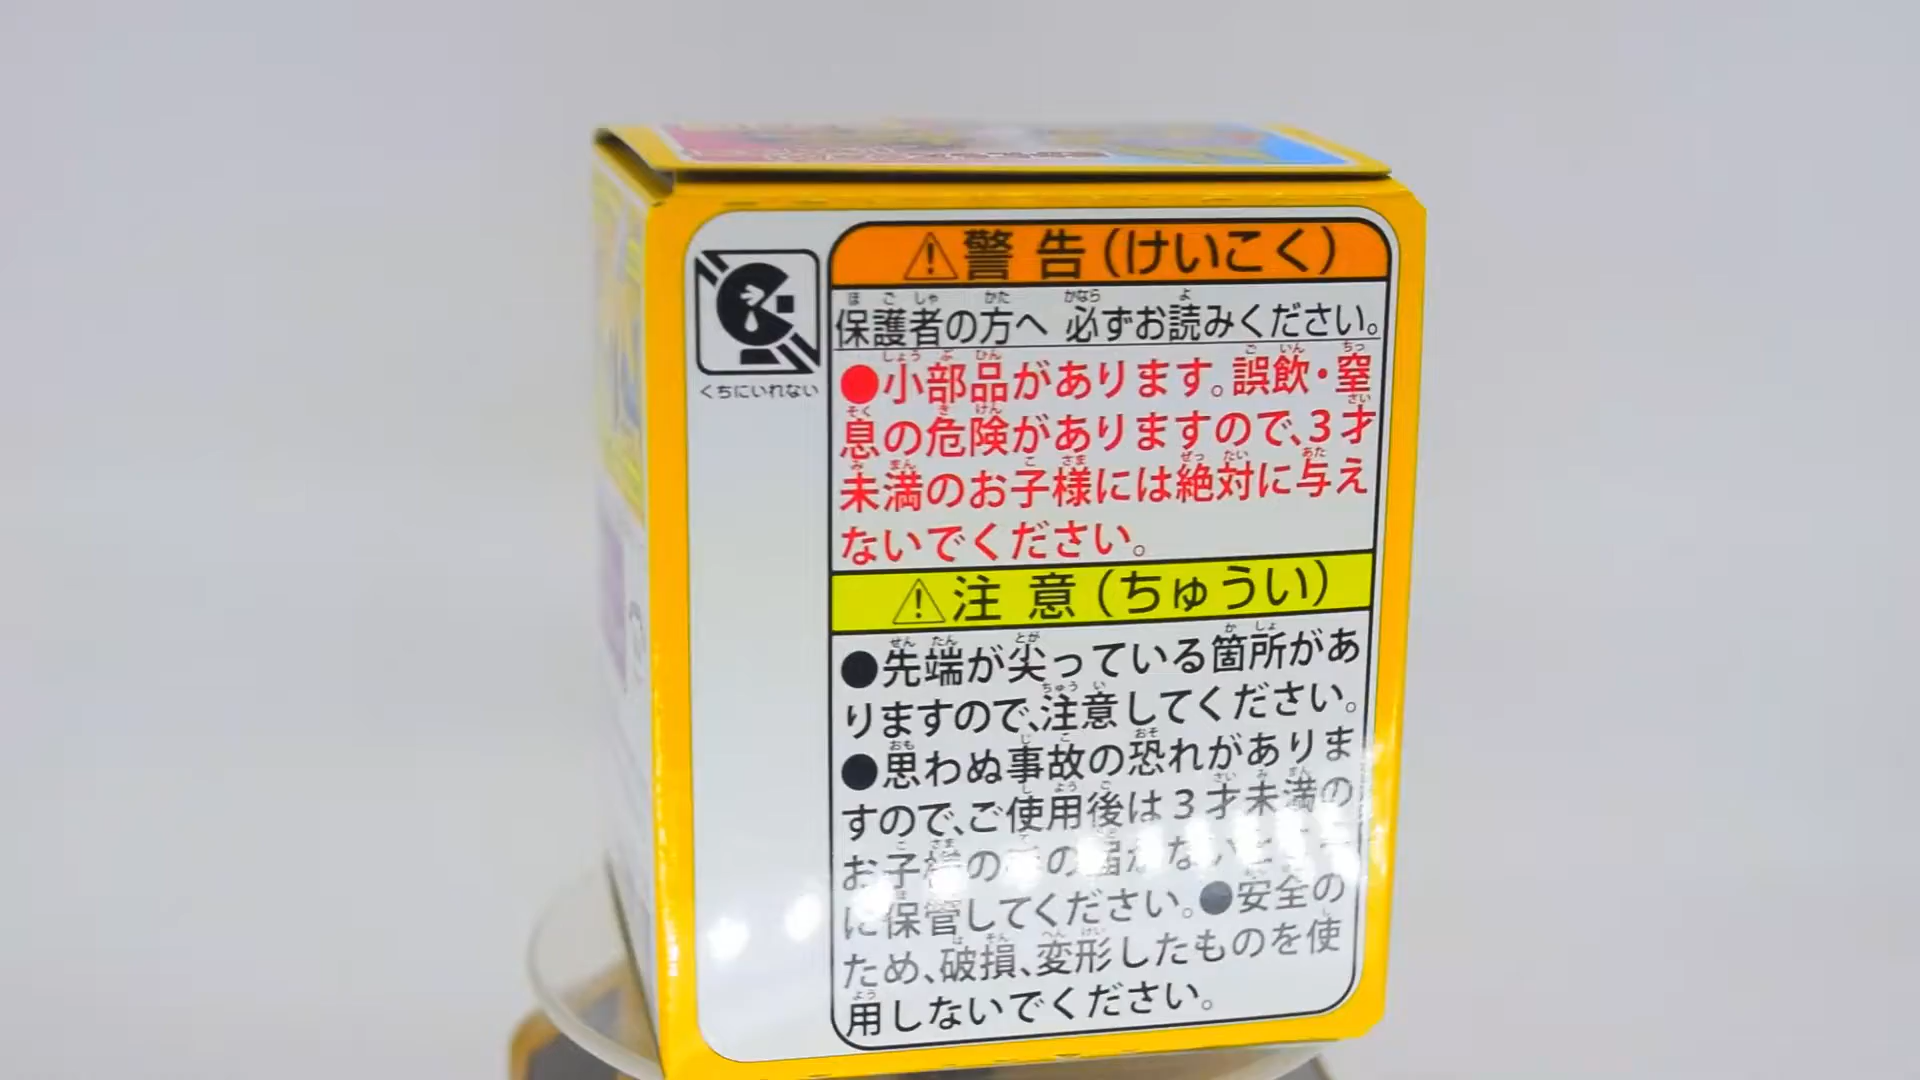 くちにいれない
⚠警告(けいこく)
保護者の方へ 必ずお読みください。
●小部品があります。誤飲・窒
息の危険がありますので、3才
未満のお子様には絶対に与え
ないでください。
⚠注意(ちゅうい)
●先端が尖っている箇所があ
りますので、注意してください。
●思わぬ事故の恐れがありま
すので、ご使用後は3才未満の
お子様の の届かな
に保管してください。●安全の
ため、破損、変形したものを使
用しないでください。